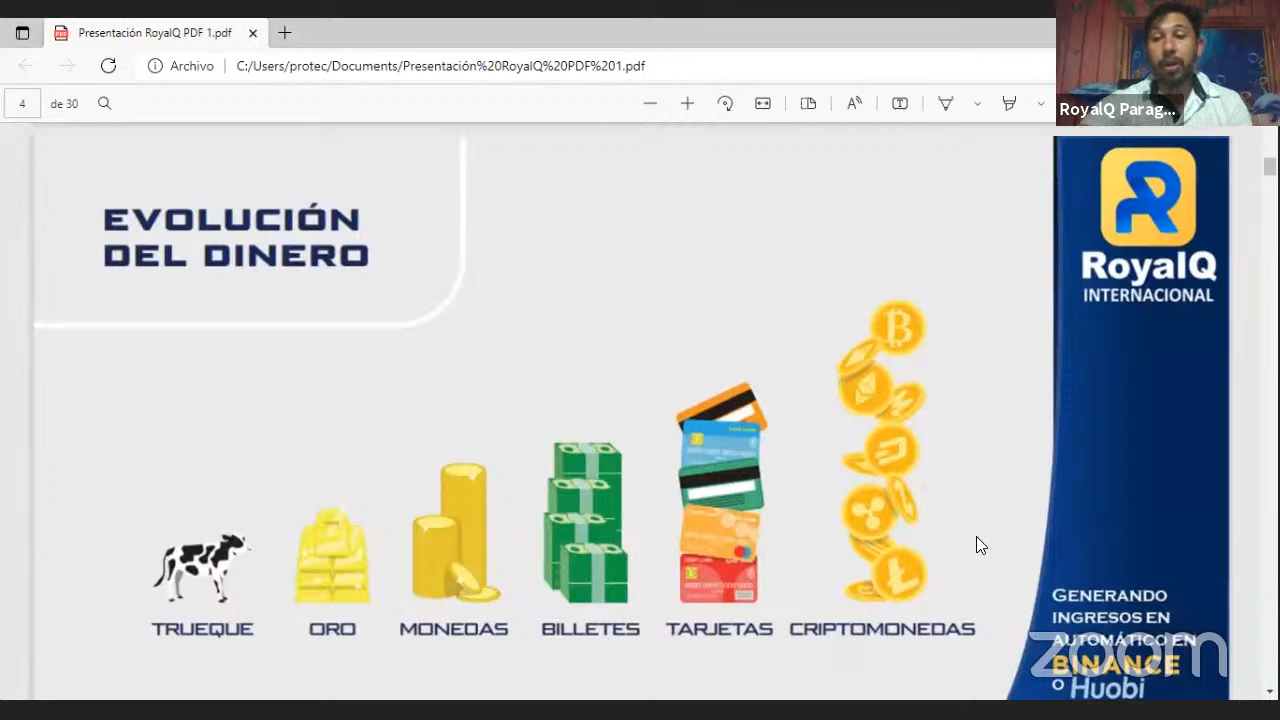 Presentación RoyalQ PDF 1.pdf
Archivo
C:/Users/protec/Documents/Presentación%20RoyalQ%20PDF%201.pdf
4
de 30
RoyalQ Parag...
EVOLUCIÓN
DEL DINERO
RoyalQ
INTERNACIONAL
TRUEQUE
ORO
MONEDAS
BILLETES
TARJETAS
CRIPTOMONEDAS
GENERANDO
INGRESOS EN
AUTOMÁTICO EN
BINANCE
O Huobi
zoom